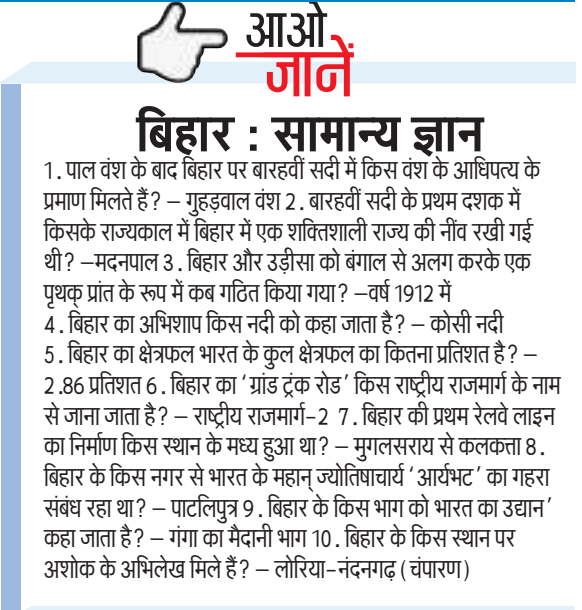 आओ
जानें
बिहार : सामान्य ज्ञान
1. पाल वंश के बाद बिहार पर बारहवीं सदी में किस वंश के आधिपत्य के
प्रमाण मिलते हैं? – गुहड़वाल वंश 2. बारहवीं सदी के प्रथम दशक में
किसके राज्यकाल में बिहार में एक शक्तिशाली राज्य की नींव रखी गई
थी? –मदनपाल 3. बिहार और उड़ीसा को बंगाल से अलग करके एक
पृथक् प्रांत के रूप में कब गठित किया गया? –वर्ष 1912 में
4. बिहार का अभिशाप किस नदी को कहा जाता है? – कोसी नदी
5. बिहार का क्षेत्रफल भारत के कुल क्षेत्रफल का कितना प्रतिशत है? –
2.86 प्रतिशत 6. बिहार का ‘ग्रांड ट्रंक रोड’ किस राष्ट्रीय राजमार्ग के नाम
से जाना जाता है? – राष्ट्रीय राजमार्ग-2 7. बिहार की प्रथम रेलवे लाइन
का निर्माण किस स्थान के मध्य हुआ था? – मुगलसराय से कलकत्ता 8.
बिहार के किस नगर से भारत के महान् ज्योतिषाचार्य ‘आर्यभट’ का गहरा
संबंध रहा था? – पाटलिपुत्र 9. बिहार के किस भाग को भारत का उद्यान’
कहा जाता है? – गंगा का मैदानी भाग 10. बिहार के किस स्थान पर
अशोक के अभिलेख मिले हैं? – लोरिया-नंदनगढ़ (चंपारण)